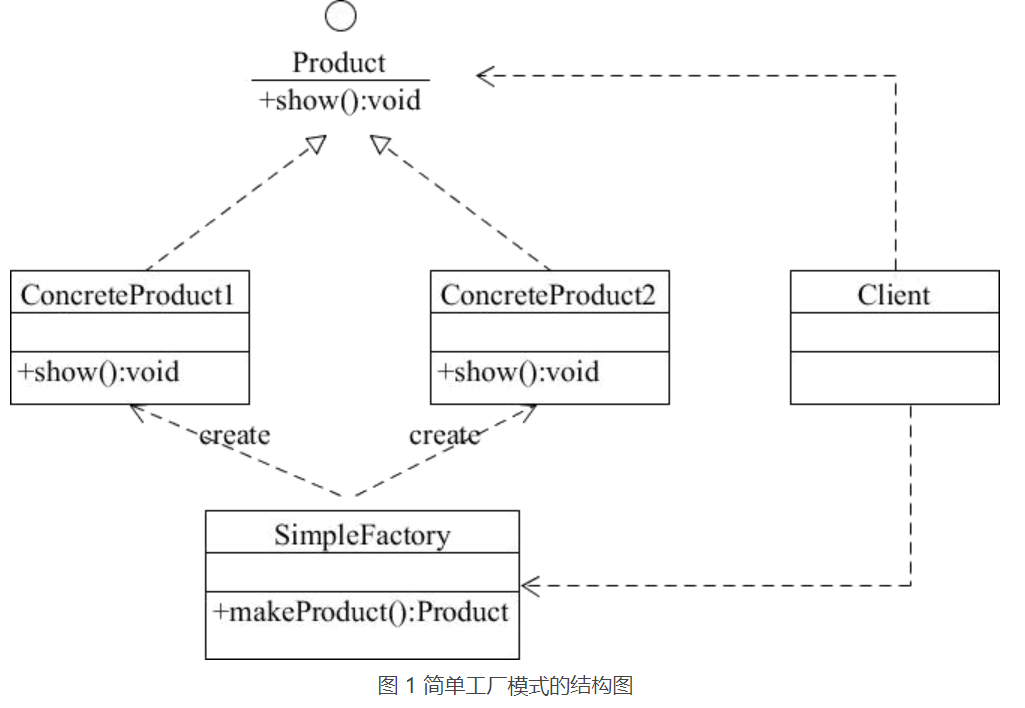 Product
+show():void
ConcreteProduct1
+show():void
ConcreteProduct2
+show():void
Client
create
create
SimpleFactory
+makeProduct():Product
图 1 简单工厂模式的结构图